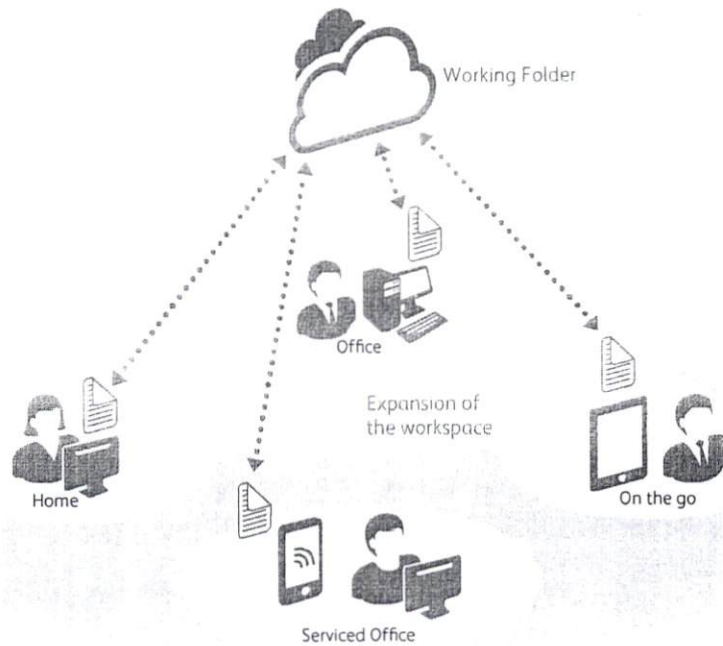 Working Folder
Office
Expansion of
the workspace
Home
On the go
Serviced Office